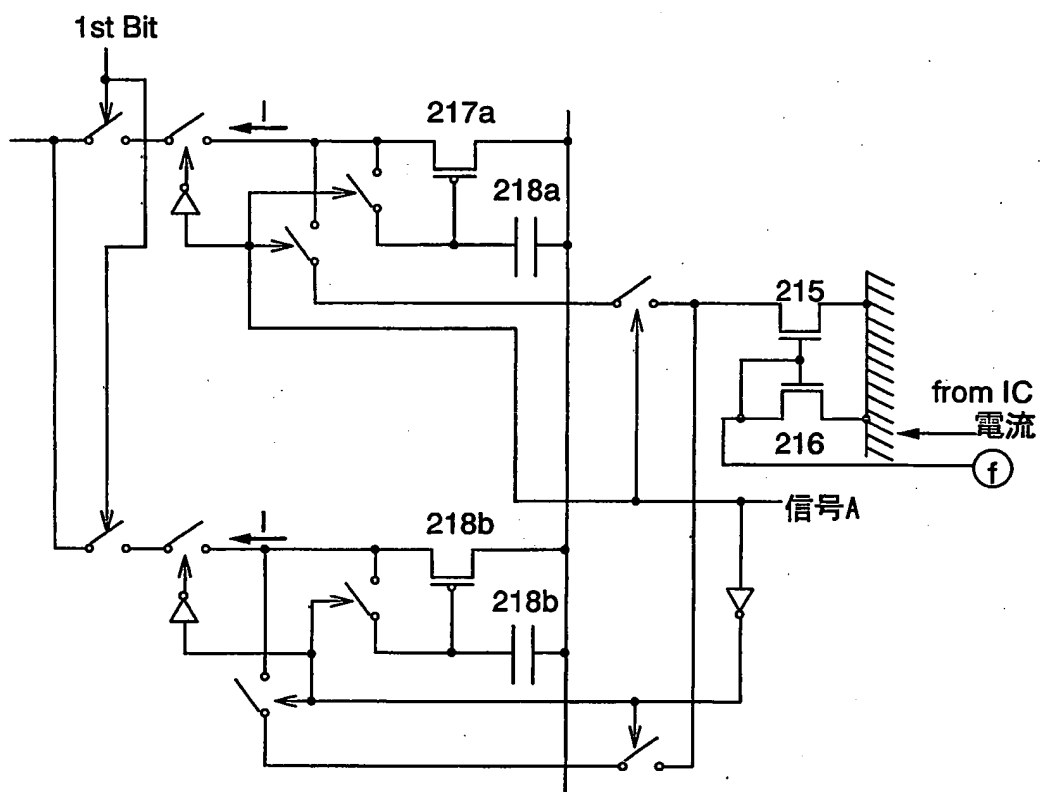 1st Bit
I
217a
218a
215
from IC
電流
216
f
信号A
I
218b
218b